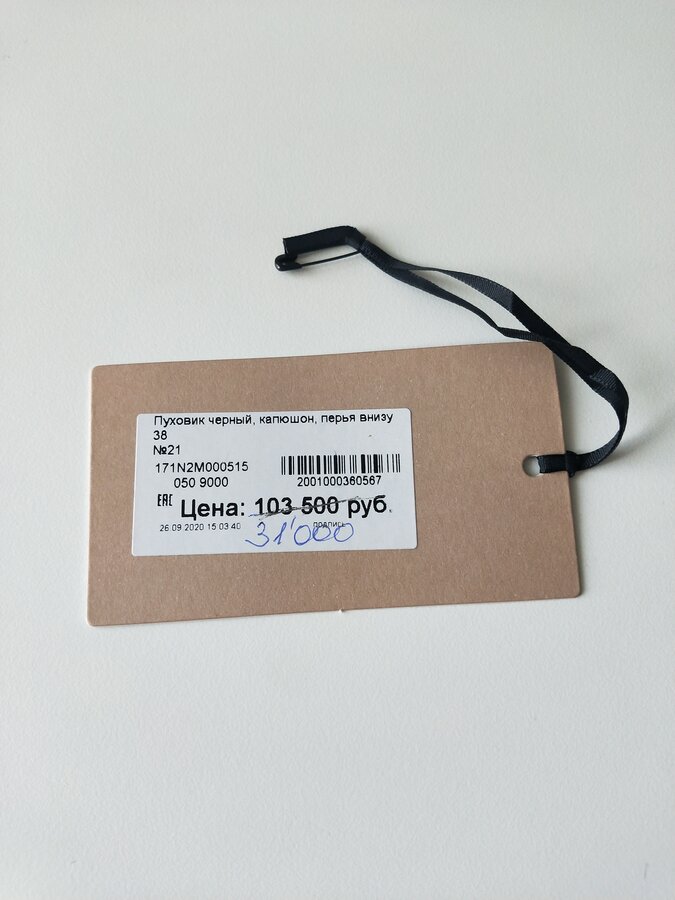 Пуховик черный, капюшон, перья внизу
38
№21
171N2M000515
050 9000
2001000360567
EAC Цена: 103 500 руб.
26.09.2020 15:03:40 подпись
31'000